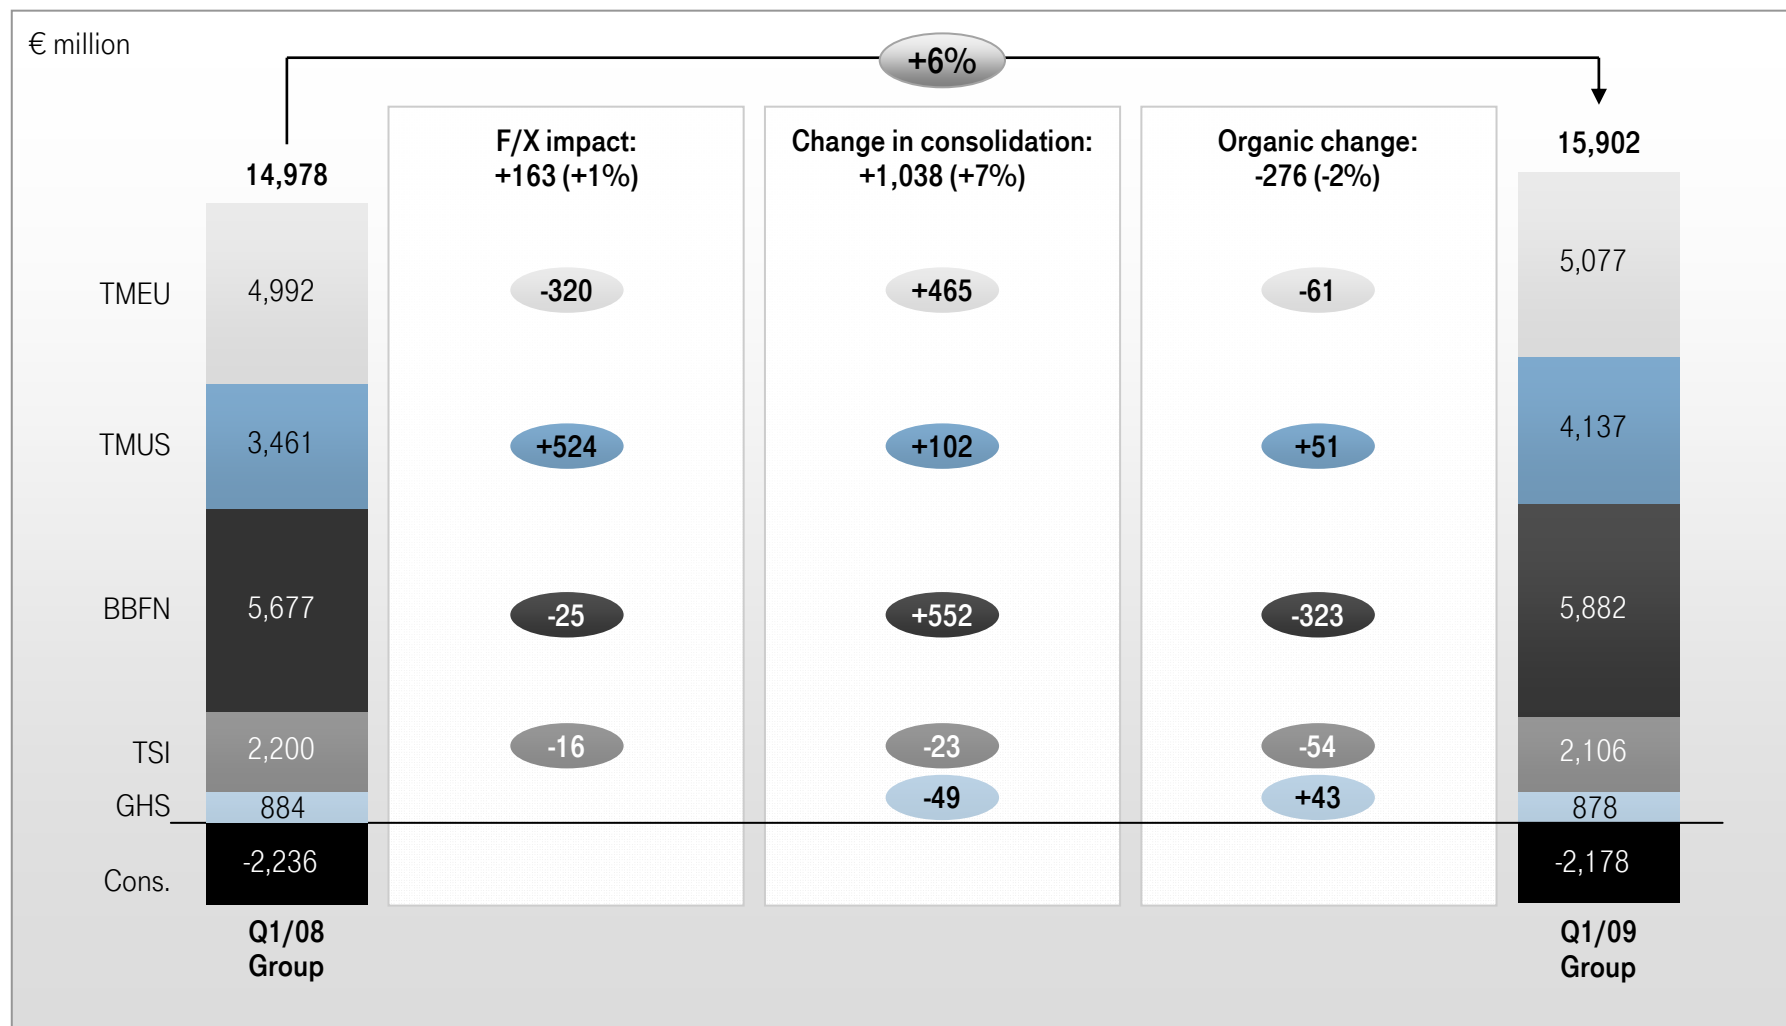 € million
+6%
F/X impact:
+163 (+1%)
Change in consolidation:
+1,038 (+7%)
Organic change:
-276 (-2%)
14,978
15,902
TMEU
4,992
-320
+465
-61
5,077
TMUS
3,461
+524
+102
+51
4,137
BBFN
5,677
-25
+552
-323
5,882
TSI
2,200
-16
-23
-54
2,106
GHS
884
-49
+43
878
Cons.
-2,236
-2,178
Q1/08
Group
Q1/09
Group